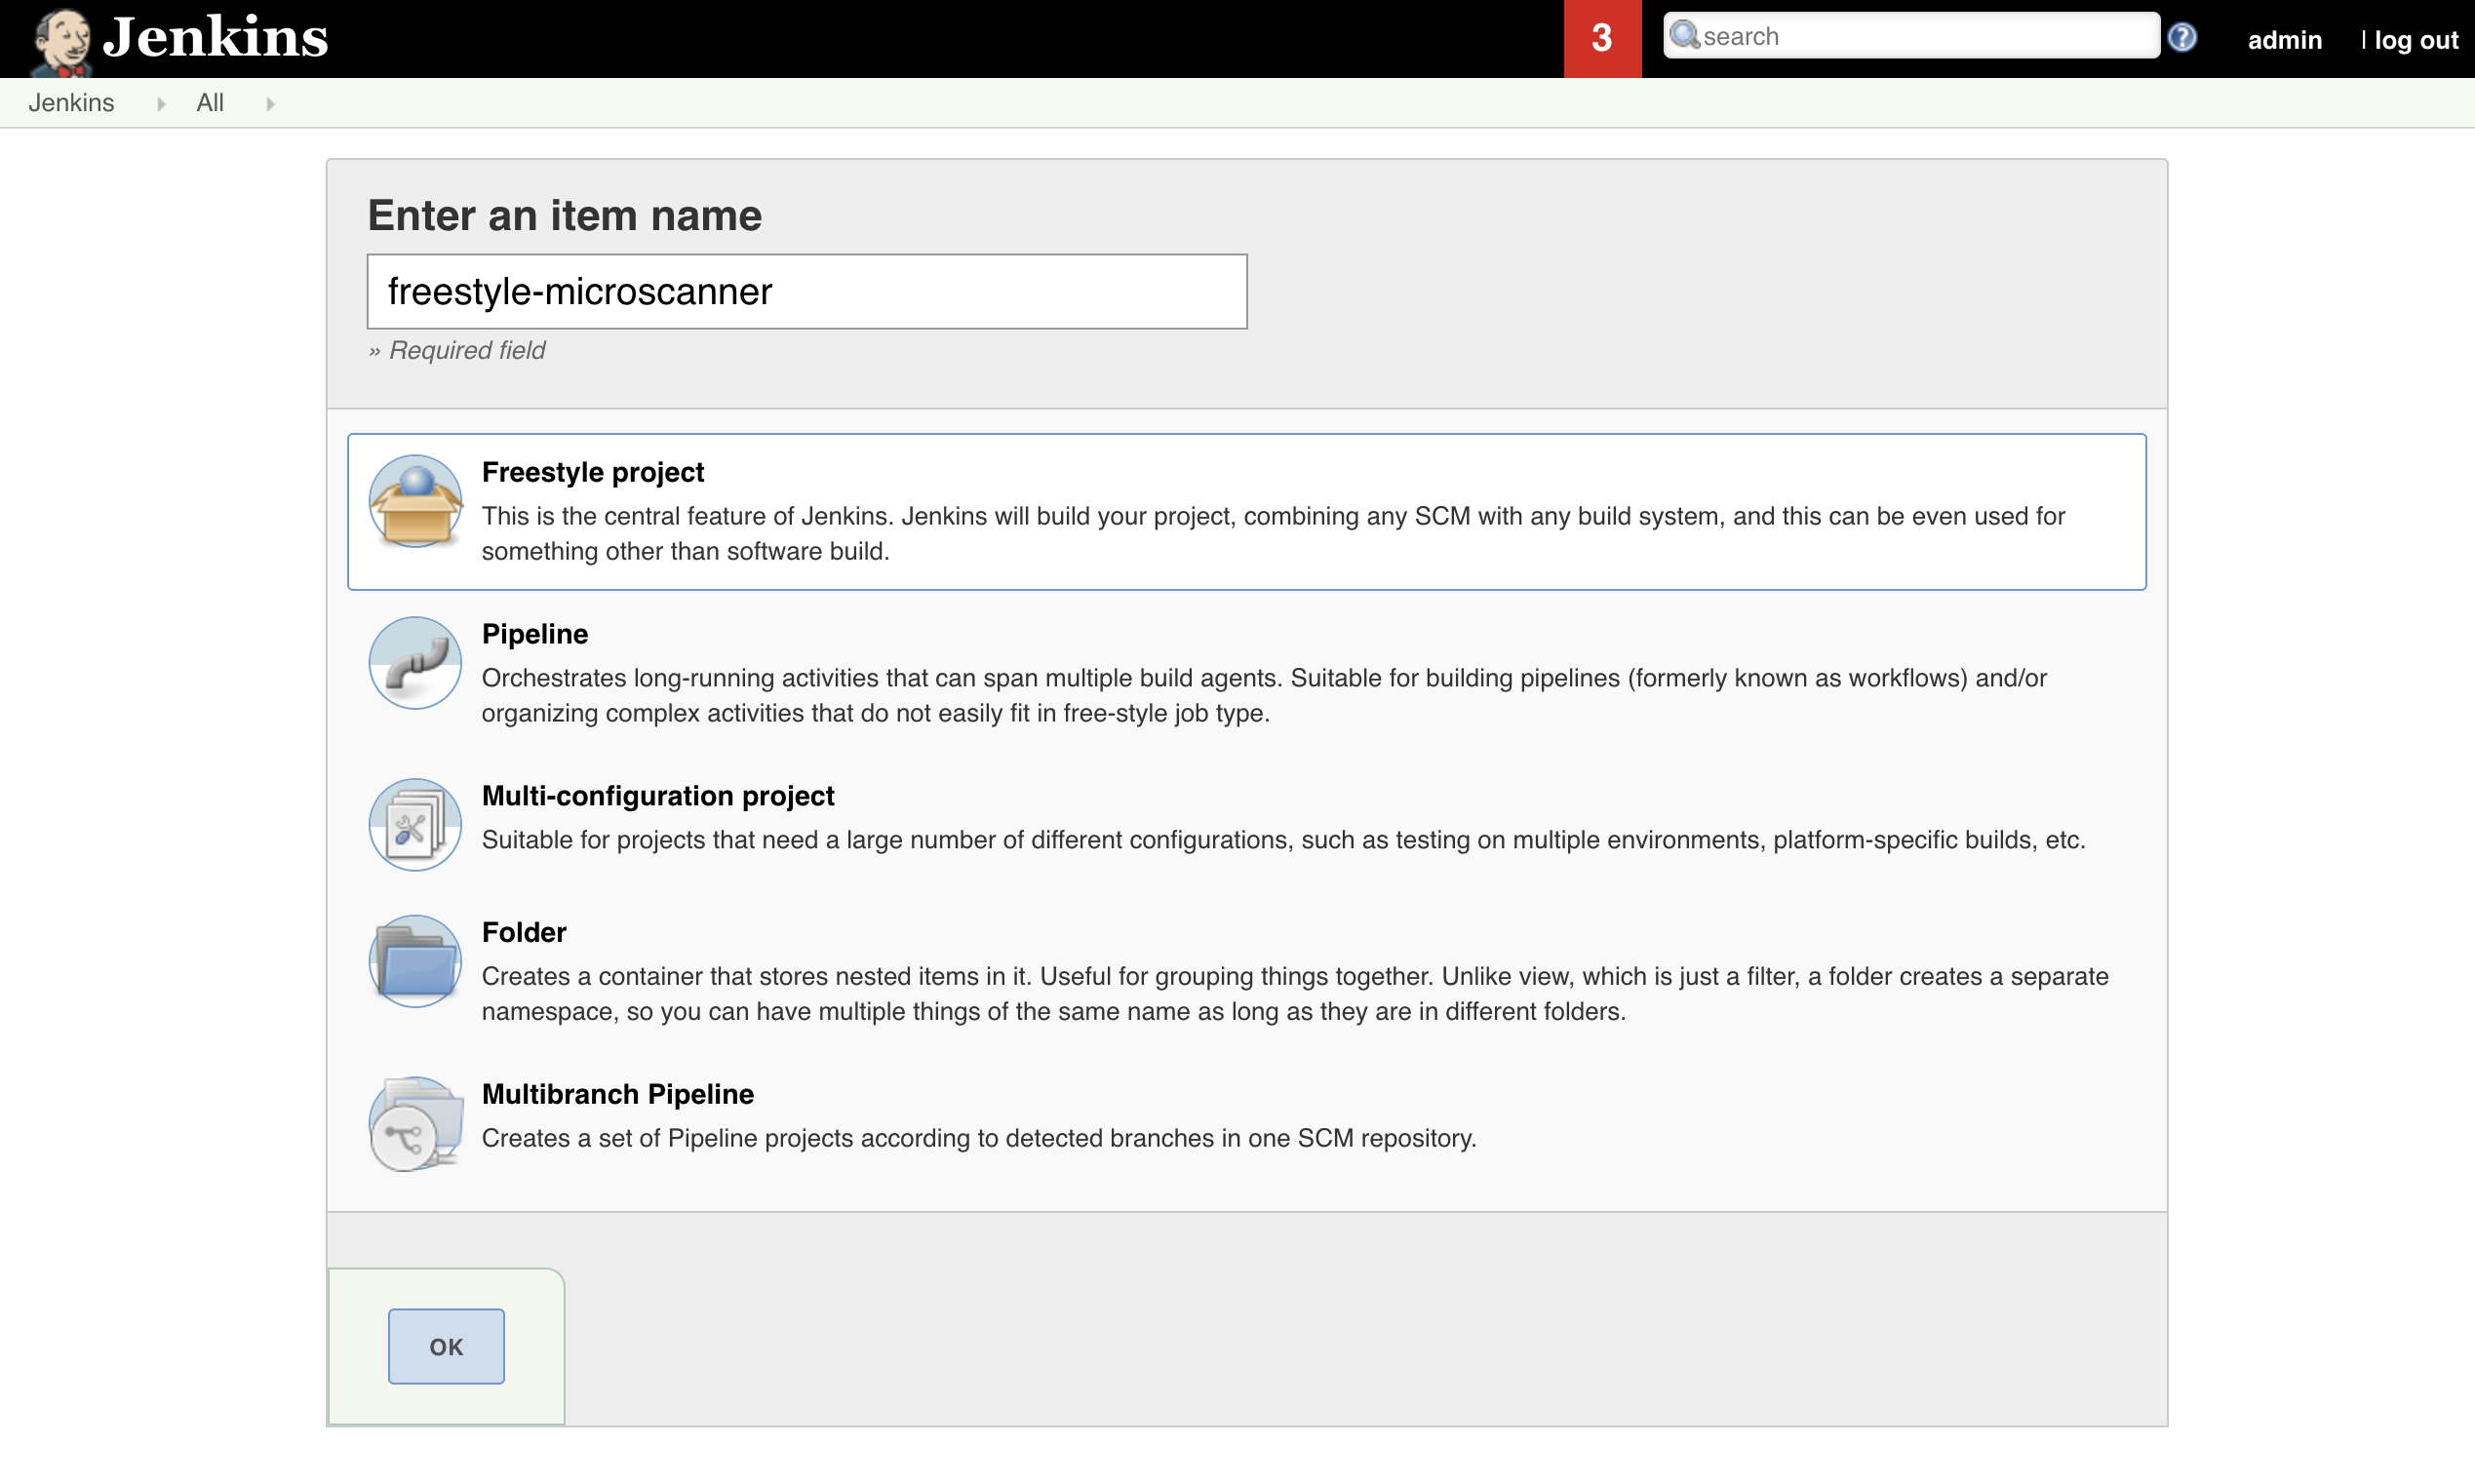 Jenkins
3
search
?
admin
| log out
Jenkins
All
Enter an item name
freestyle-microscanner
» Required field
Freestyle project
This is the central feature of Jenkins. Jenkins will build your project, combining any SCM with any build system, and this can be even used for
something other than software build.
Pipeline
Orchestrates long-running activities that can span multiple build agents. Suitable for building pipelines (formerly known as workflows) and/or
organizing complex activities that do not easily fit in free-style job type.
Multi-configuration project
Suitable for projects that need a large number of different configurations, such as testing on multiple environments, platform-specific builds, etc.
Folder
Creates a container that stores nested items in it. Useful for grouping things together. Unlike view, which is just a filter, a folder creates a separate
namespace, so you can have multiple things of the same name as long as they are in different folders.
Multibranch Pipeline
Creates a set of Pipeline projects according to detected branches in one SCM repository.
OK